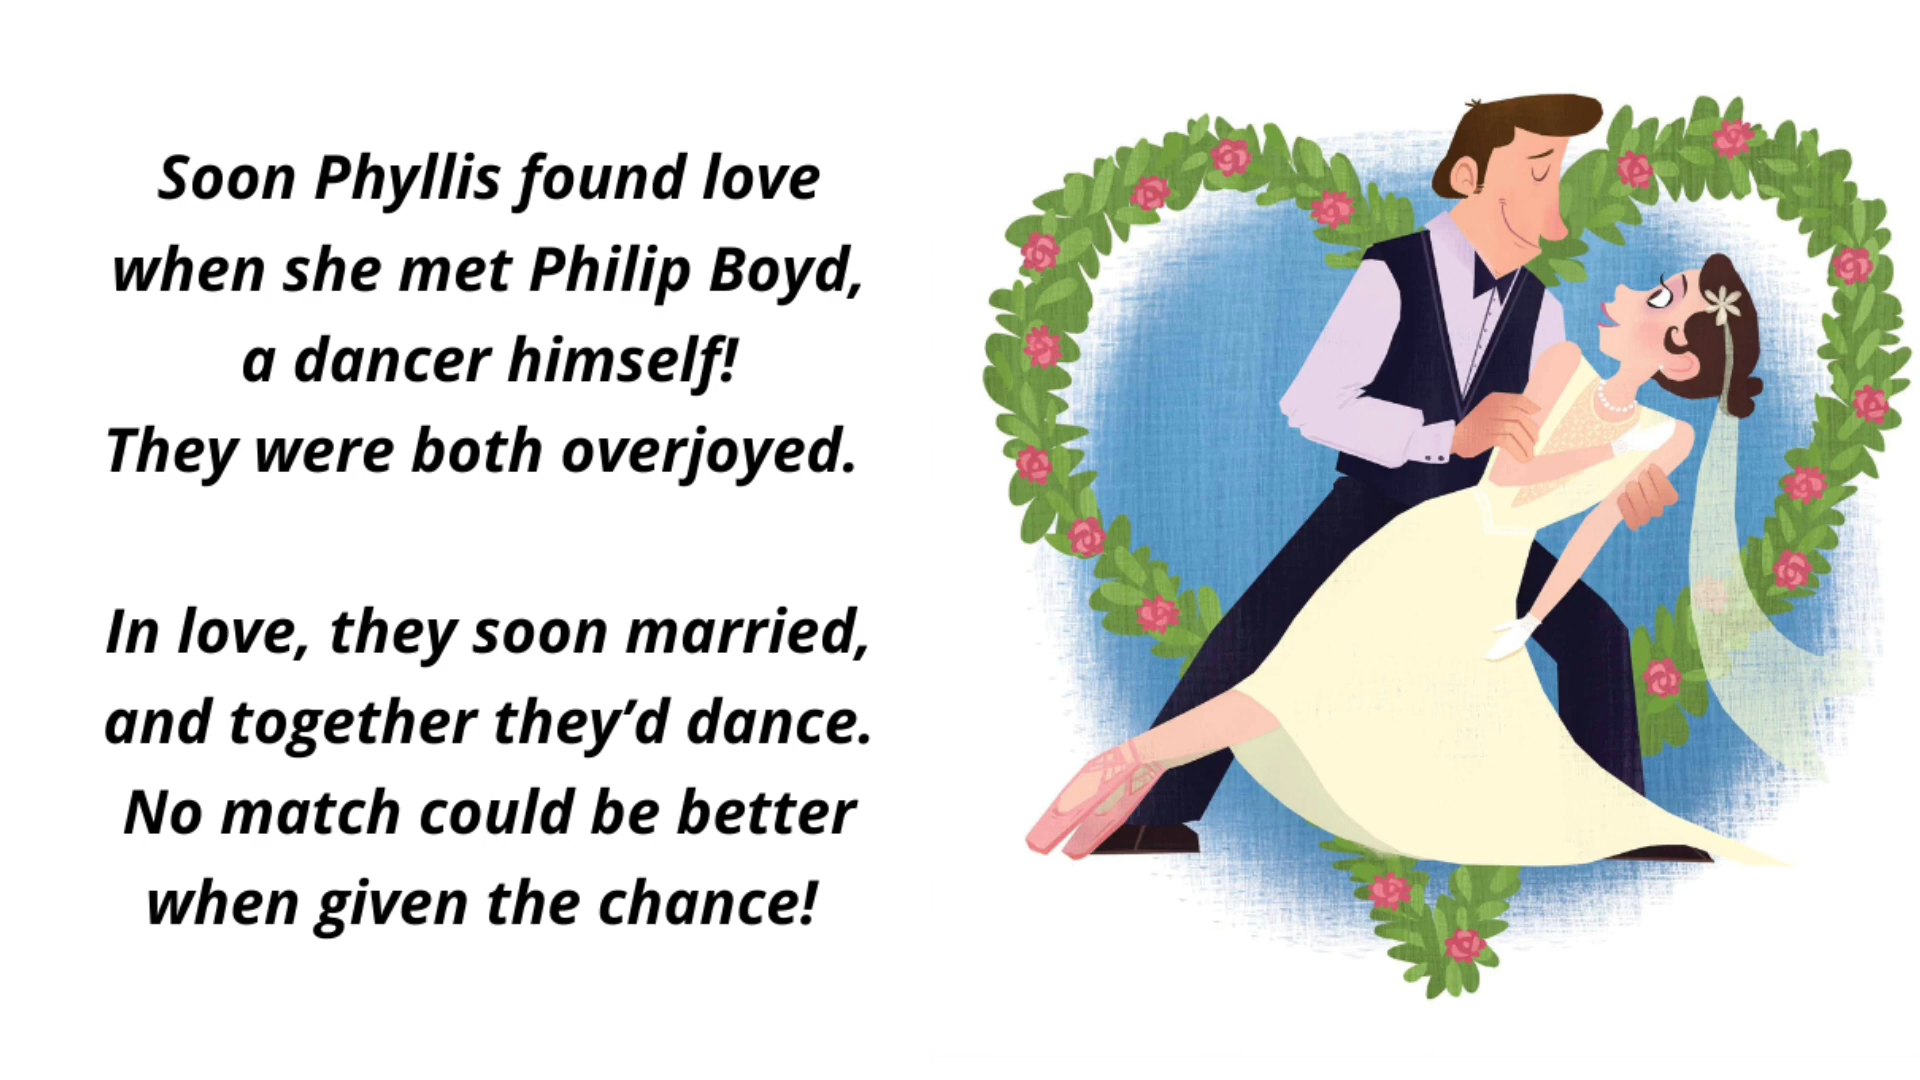 Soon Phyllis found love
when she met Philip Boyd,
a dancer himself!
They were both overjoyed.
In love, they soon married,
and together they’d dance.
No match could be better
when given the chance!